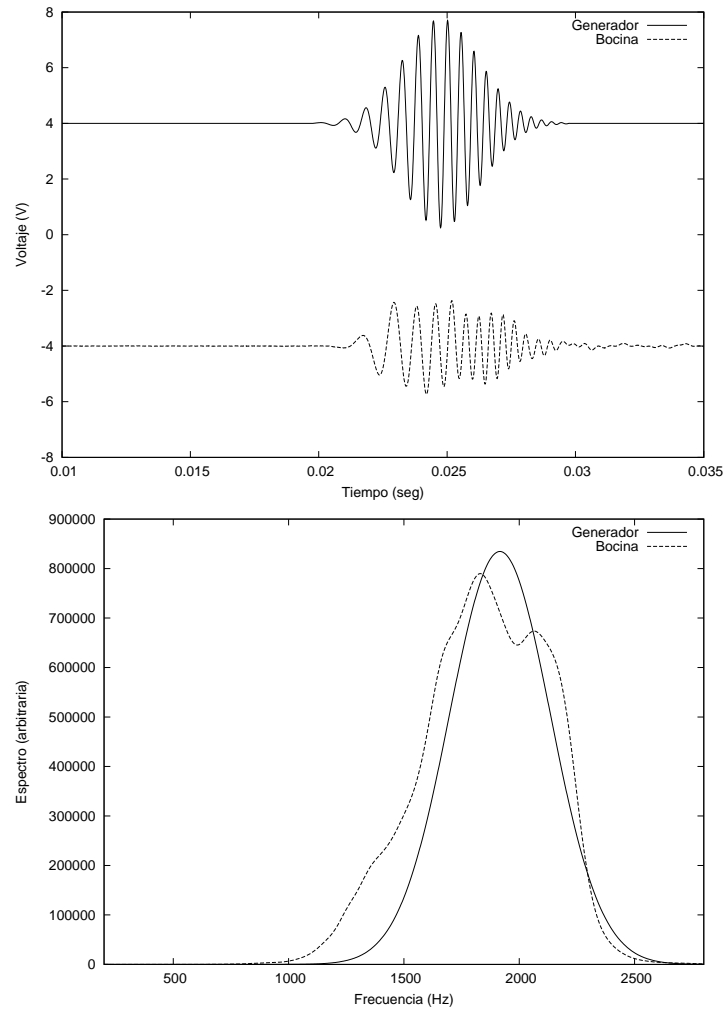 8
6
4
2
0
-2
-4
-6
-8
Voltaje (V)
Generador
Bocina
0.01 0.015 0.02 0.025 0.03 0.035
Tiempo (seg)
900000
800000
700000
600000
500000
400000
300000
200000
100000
0
Espectro (arbitraria)
Generador
Bocina
500 1000 1500 2000 2500
Frecuencia (Hz)